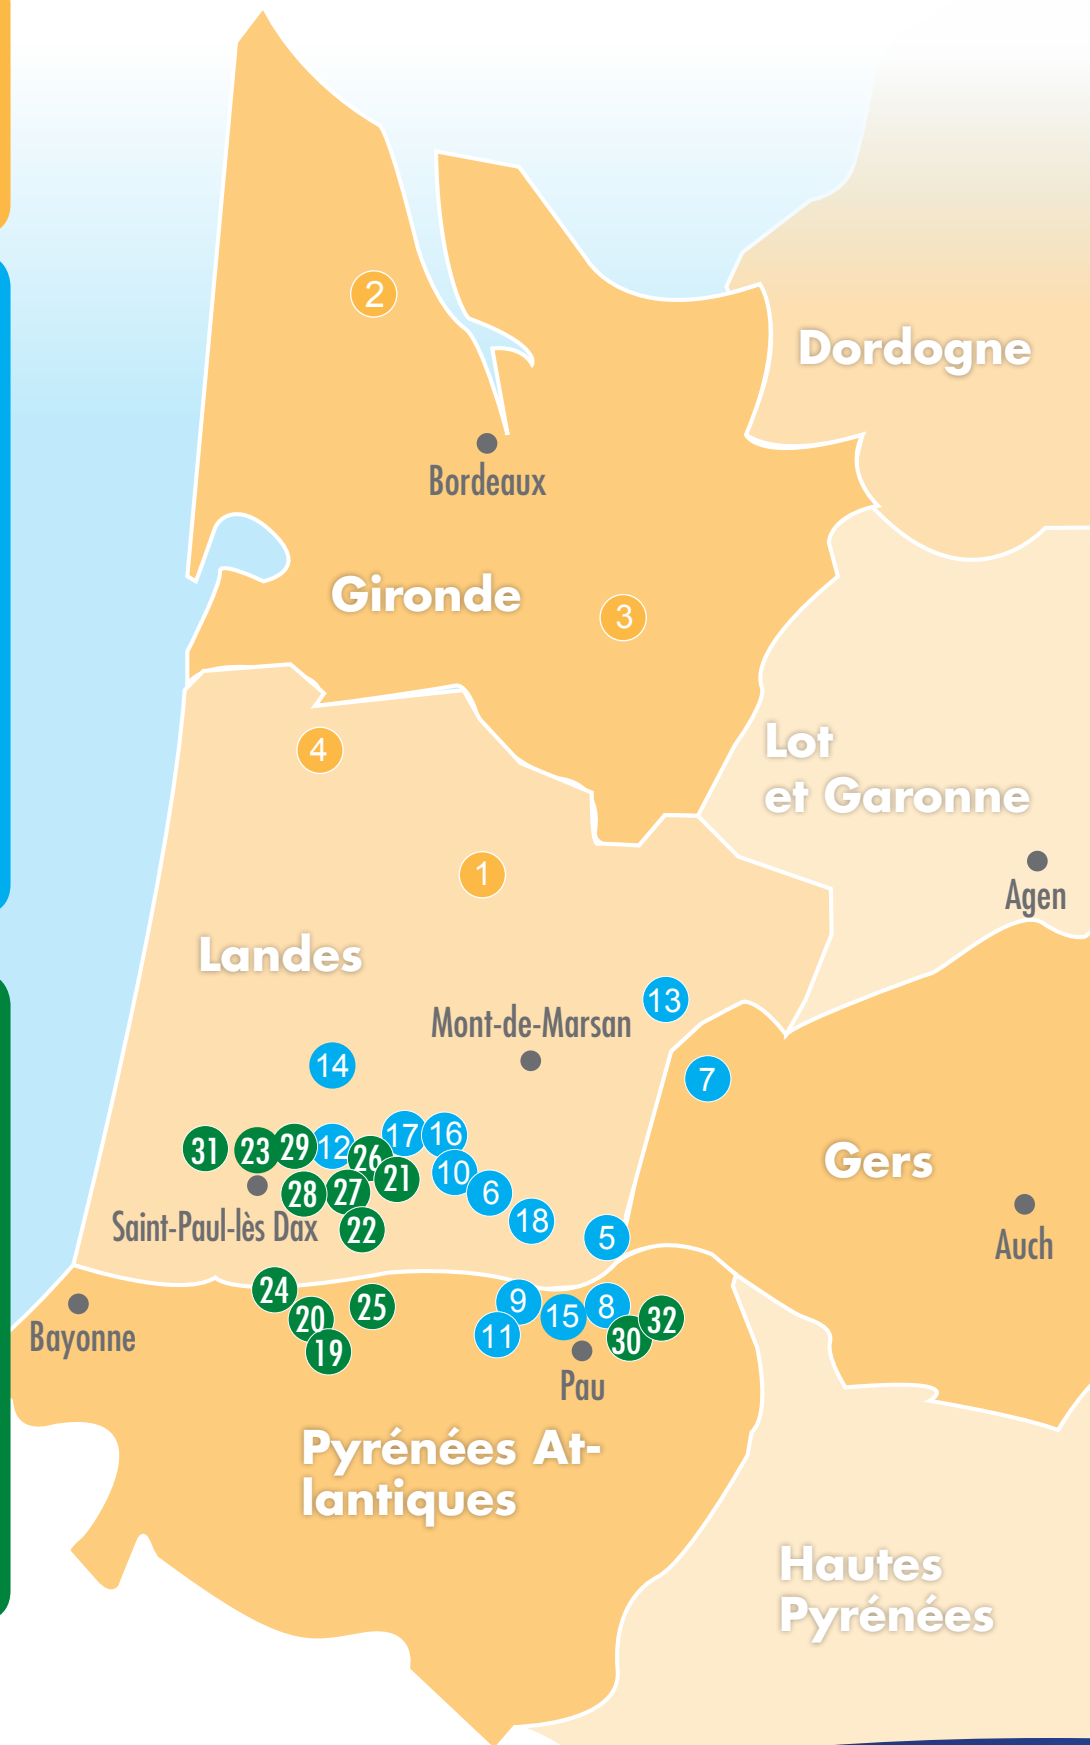 2
Dordogne
Bordeaux
Gironde
3
Lot
4
et Garonne
1
Agen
Landes
13
Mont-de-Marsan
14
7
31 23 29 12 26 17 16
Gers
28 27 21 10 6
Saint-Paul-lès Dax 22 18 5
Auch
24 20 25 9 15 8 32
Bayonne
19 11 30
Pau
Pyrénées At-
lantiques
Hautes
Pyrénées